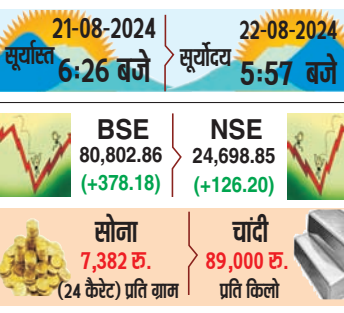 21-08-2024
सूर्यास्त 6:26 बजे
22-08-2024
सूर्योदय 5:57 बजे
BSE
80,802.86
(+378.18)
NSE
24,698.85
(+126.20)
सोना
7,382 रु.
(24 कैरेट) प्रति ग्राम
चांदी
89,000 रु.
प्रति किलो